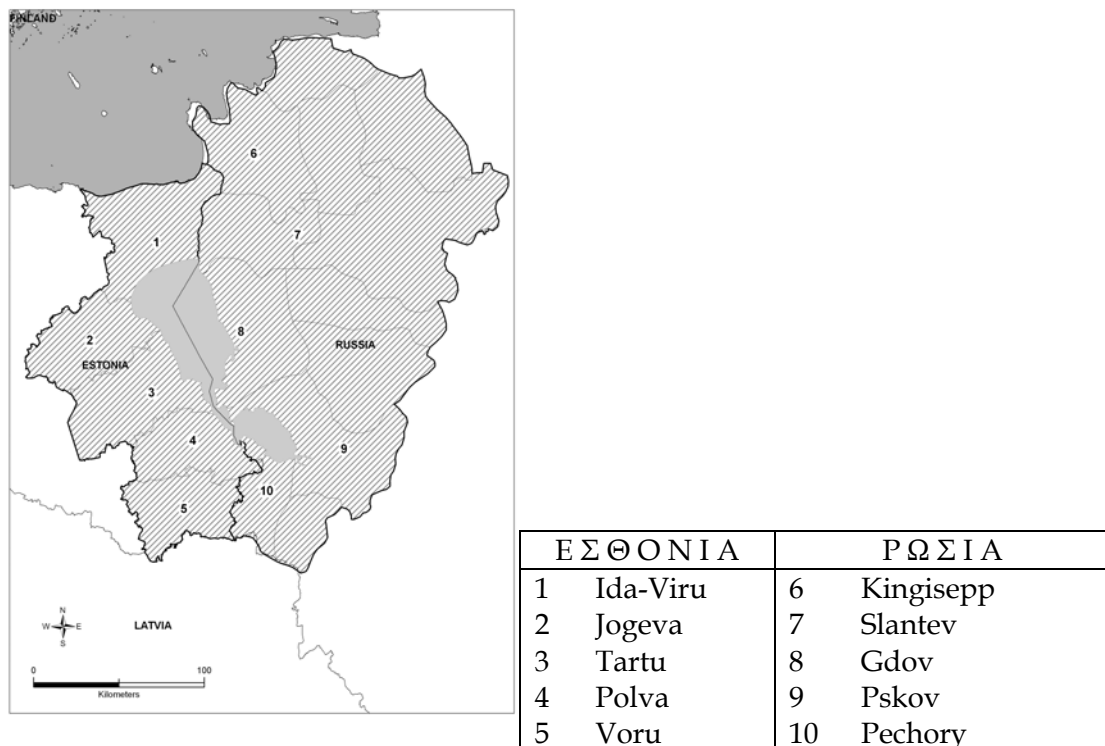 FINLAND
6
7
1
8
2
RUSSIA
ESTONIA
3
4
9
10
5
N
W E
S
LATVIA
0 100
Kilometers
ΕΣΘΟΝΙΑ ΡΩΣΙΑ
1 Ida-Viru 6 Kingisepp
2 Jogeva 7 Slantev
3 Tartu 8 Gdov
4 Polva 9 Pskov
5 Voru 10 Pechory